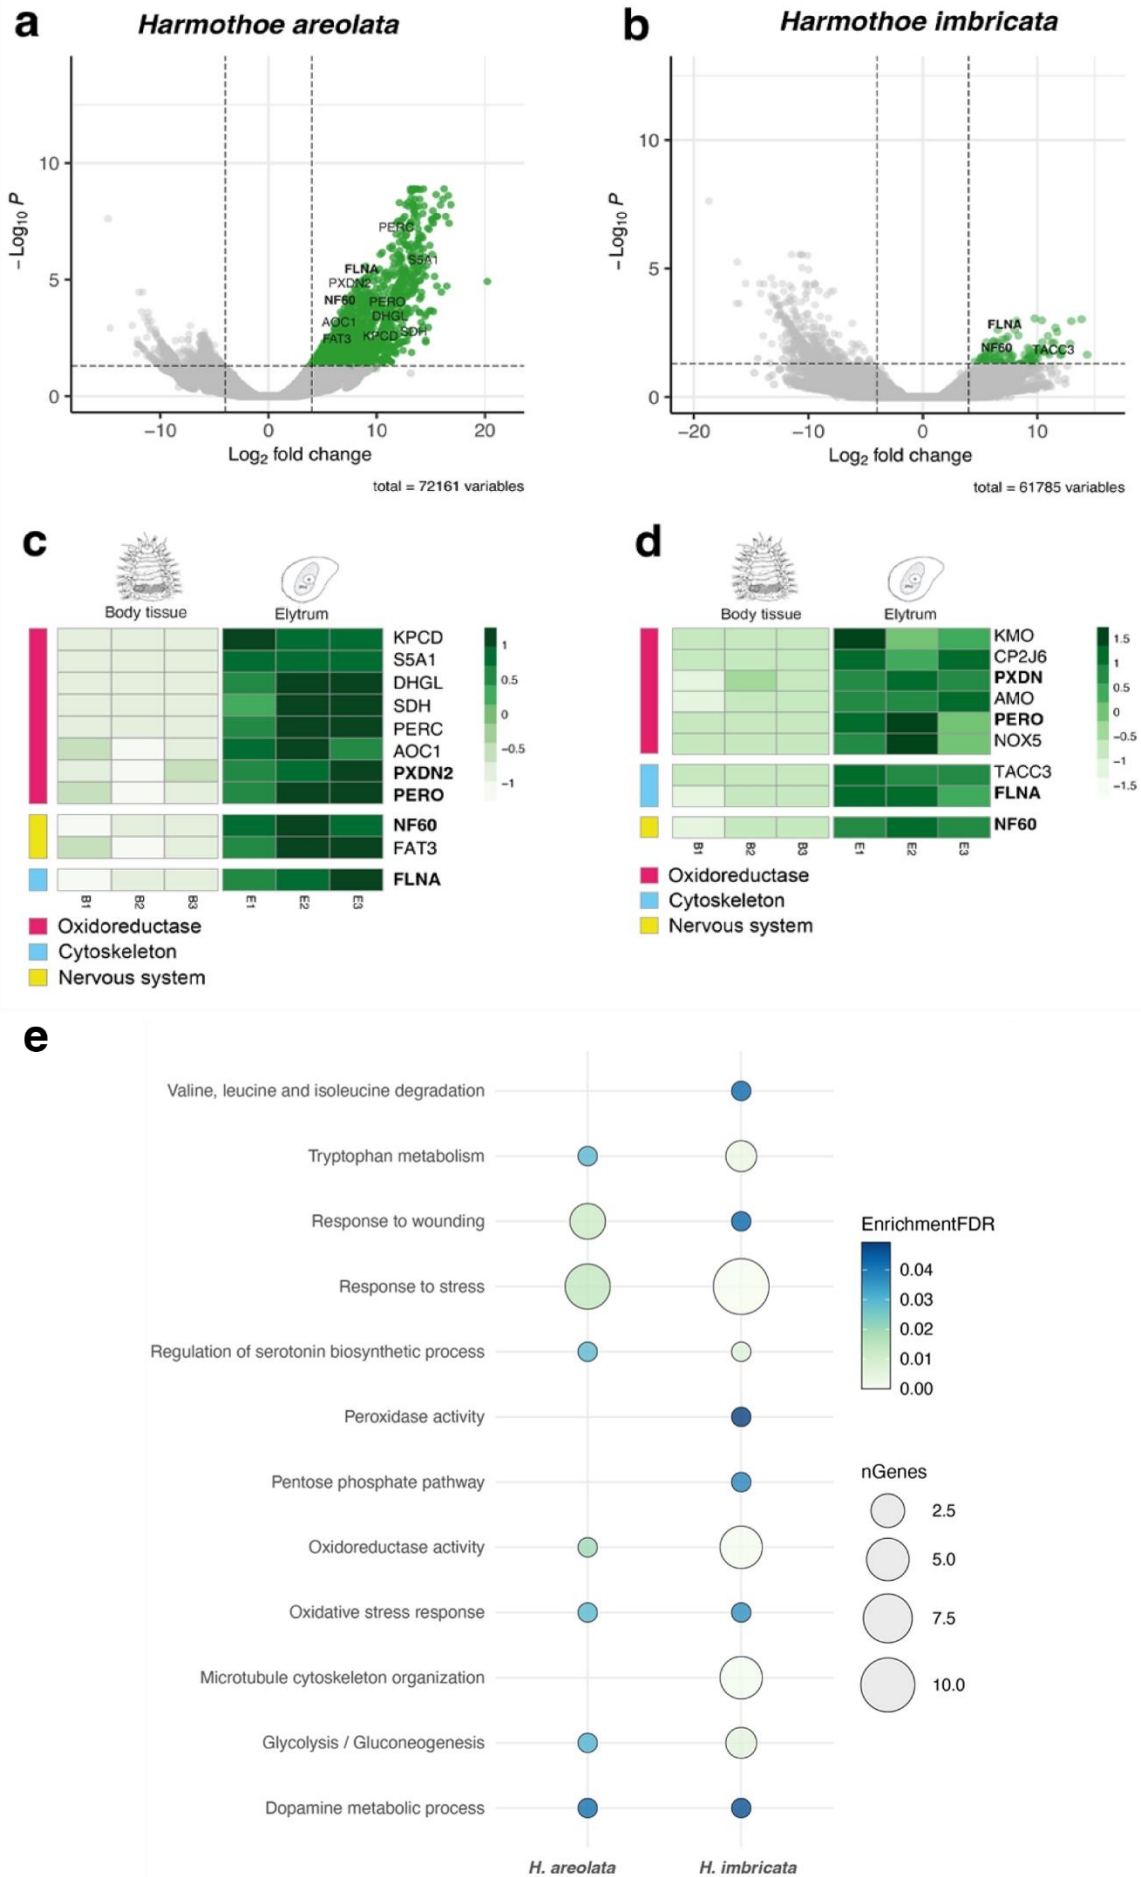 a
Harmothoe areolata
b
Harmothoe imbricata
− Log10 P
10
5
0
PERC
S5A1
FLNA
PXDN2
NF60
PERO
DHGL
AOC1
SDH
FAT3
KPCD
−10
0
10
20
Log2 fold change
total = 72161 variables
− Log10 P
10
5
0
FLNA
NF60
TACC3
−20
−10
0
10
Log2 fold change
total = 61785 variables
c
Body tissue
Elytrum
KPCD
S5A1
DHGL
SDH
PERC
AOC1
PXDN2
PERO
NF60
FAT3
FLNA
1
0.5
0
−0.5
−1
B1
B2
B3
E1
E2
E3
Oxidoreductase
Cytoskeleton
Nervous system
d
Body tissue
Elytrum
KMO
CP2J6
PXDN
AMO
PERO
NOX5
TACC3
FLNA
NF60
1.5
1
0.5
0
−0.5
−1
−1.5
B1
B2
B3
E1
E2
E3
Oxidoreductase
Cytoskeleton
Nervous system
e
Valine, leucine and isoleucine degradation
Tryptophan metabolism
Response to wounding
Response to stress
Regulation of serotonin biosynthetic process
Peroxidase activity
Pentose phosphate pathway
Oxidoreductase activity
Oxidative stress response
Microtubule cytoskeleton organization
Glycolysis / Gluconeogenesis
Dopamine metabolic process
H. areolata
H. imbricata
EnrichmentFDR
0.04
0.03
0.02
0.01
0.00
nGenes
2.5
5.0
7.5
10.0